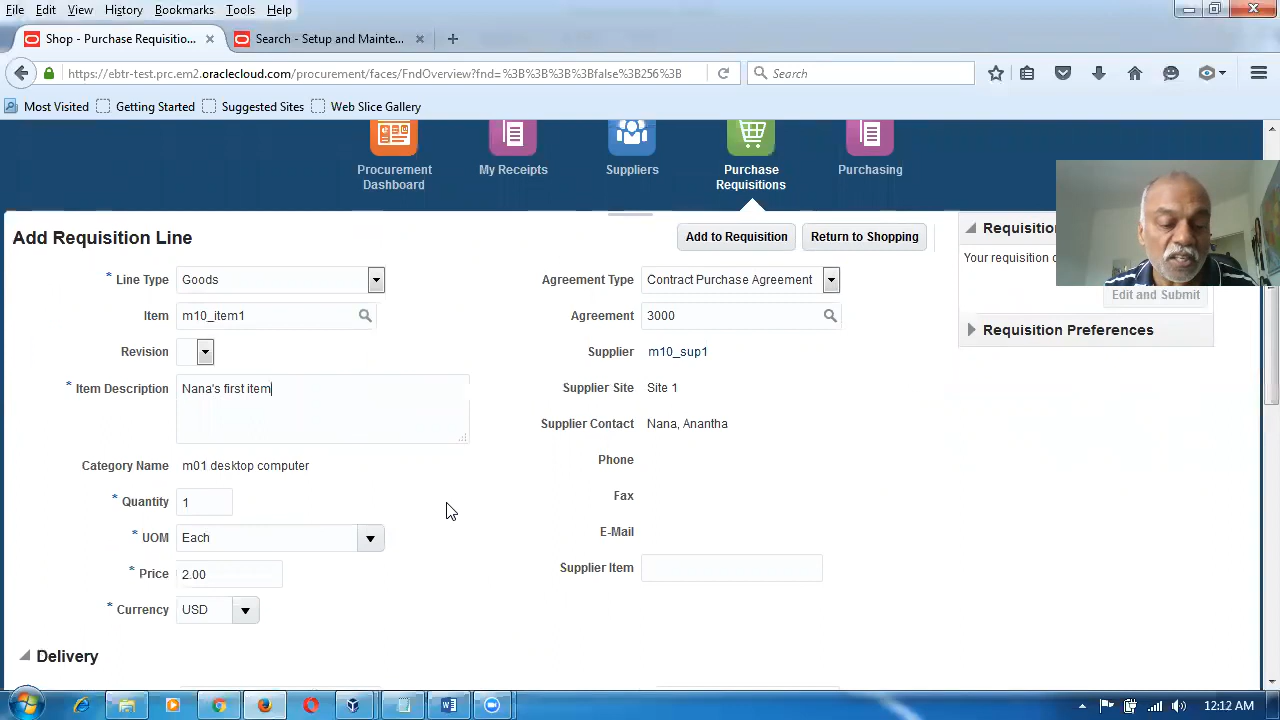 File Edit View History Bookmarks Tools Help
Shop - Purchase Requisitio... Search - Setup and Mainte...
https://ebtr-test.prc.em2.oraclecloud.com/procurement/faces/FndOverview?fnd=%3B%3B%3B%3Bfalse%3B256%3B Search
Most Visited Getting Started Suggested Sites Web Slice Gallery
Procurement Dashboard My Receipts Suppliers Purchase Requisitions Purchasing
Add Requisition Line Add to Requisition Return to Shopping Requisitio
Your requisition Edit and Submit
Requisition Preferences
* Line Type Goods Agreement Type Contract Purchase Agreement
Item m10_item1 Agreement 3000
Revision Supplier m10_sup1
* Item Description Nana's first item Supplier Site Site 1
Supplier Contact Nana, Anantha
Category Name m01 desktop computer Phone
* Quantity 1 Fax
* UOM Each E-Mail
* Price 2.00 Supplier Item
* Currency USD
Delivery
12:12 AM